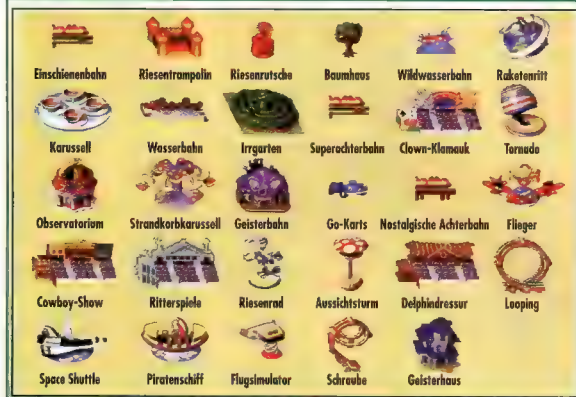 Einschienenbahn Riesentrampolin Riesenrutsche Baumhaus Wildwasserbahn Raketenritt
Karussell Wasserbahn Irrgarten Superachterbahn Clown-Klamauk Tornado
Observatorium Strandkorbkarussell Geisterbahn Go-Karts Nostalgische Achterbahn Flieger
Cowboy-Show Ritterspiele Riesenrad Aussichtsturm Delphindressur Looping
Space Shuttle Piratenschiff Flugsimulator Schraube Geisterhaus